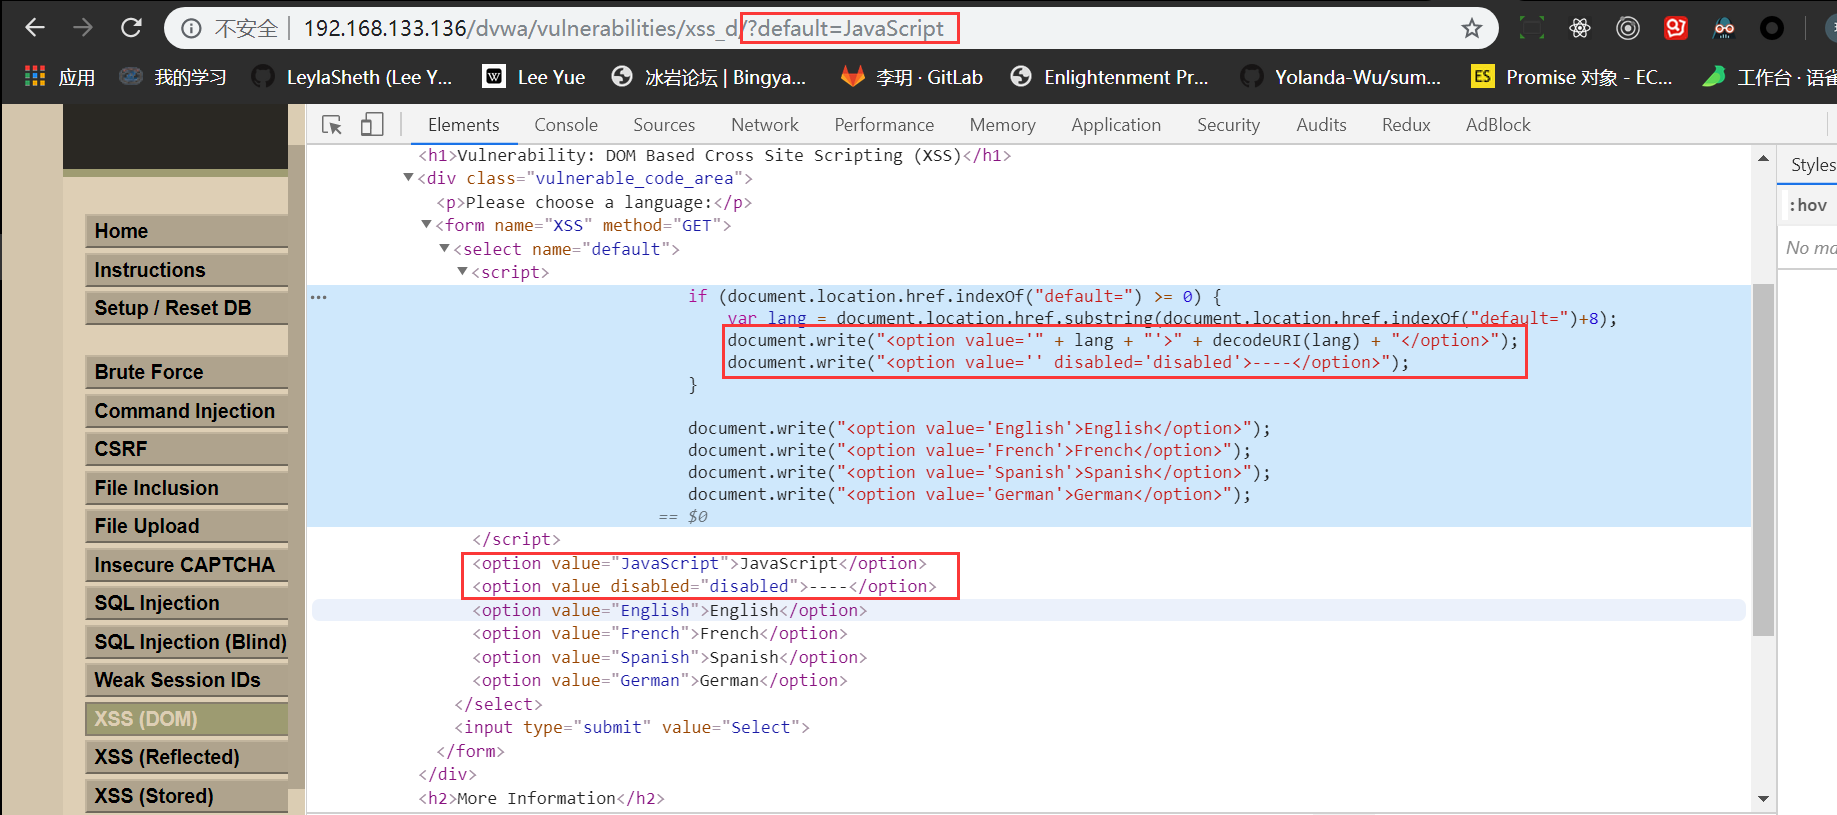 不安全 | 192.168.133.136/dvwa/vulnerabilities/xss_d/?default=JavaScript
应用 我的学习 LeylaSheth (Lee Y... Lee Yue 冰岩论坛 | Bingya... 李玥 · GitLab Enlightenment Pr... Yolanda-Wu/sum... ES Promise 对象 - EC... 工作台 · 语雀
Elements Console Sources Network Performance Memory Application Security Audits Redux AdBlock
Home
Instructions
Setup / Reset DB
Brute Force
Command Injection
CSRF
File Inclusion
File Upload
Insecure CAPTCHA
SQL Injection
SQL Injection (Blind)
Weak Session IDs
XSS (DOM)
XSS (Reflected)
XSS (Stored)
<h1>Vulnerability: DOM Based Cross Site Scripting (XSS)</h1>
▼<div class="vulnerable_code_area">
<p>Please choose a language:</p>
▼<form name="XSS" method="GET">
▼<select name="default">
▼<script>
... if (document.location.href.indexOf("default=") >= 0) {
var lang = document.location.href.substring(document.location.href.indexOf("default=")+8);
document.write("<option value='" + lang + "'>" + decodeURI(lang) + "</option>");
document.write("<option value='' disabled='disabled'>----</option>");
}
document.write("<option value='English'>English</option>");
document.write("<option value='French'>French</option>");
document.write("<option value='Spanish'>Spanish</option>");
document.write("<option value='German'>German</option>");
== $0
</script>
<option value="JavaScript">JavaScript</option>
<option value disabled="disabled">----</option>
<option value="English">English</option>
<option value="French">French</option>
<option value="Spanish">Spanish</option>
<option value="German">German</option>
</select>
<input type="submit" value="Select">
</form>
</div>
<h2>More Information</h2>
Styles
:hov
No ma